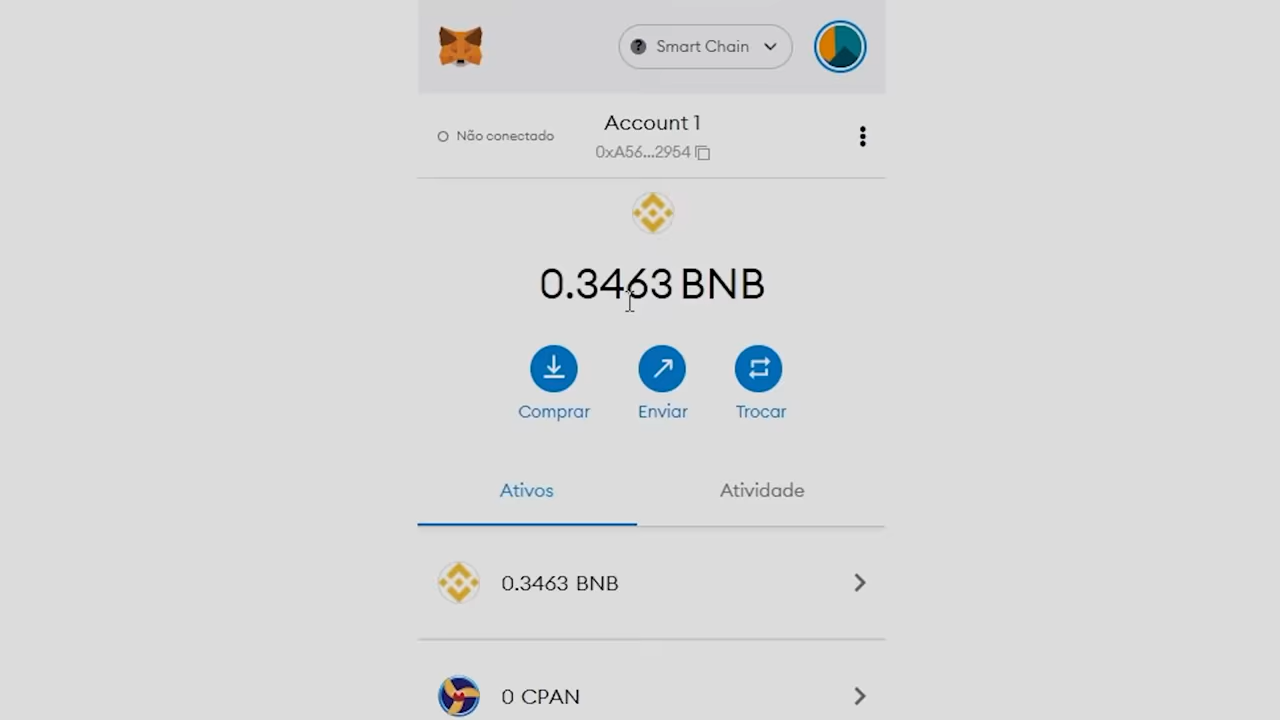 Smart Chain
Não conectado
Account 1
0xA56...2954
0.3463 BNB
Comprar
Enviar
Trocar
Ativos
Atividade
0.3463 BNB
0 CPAN